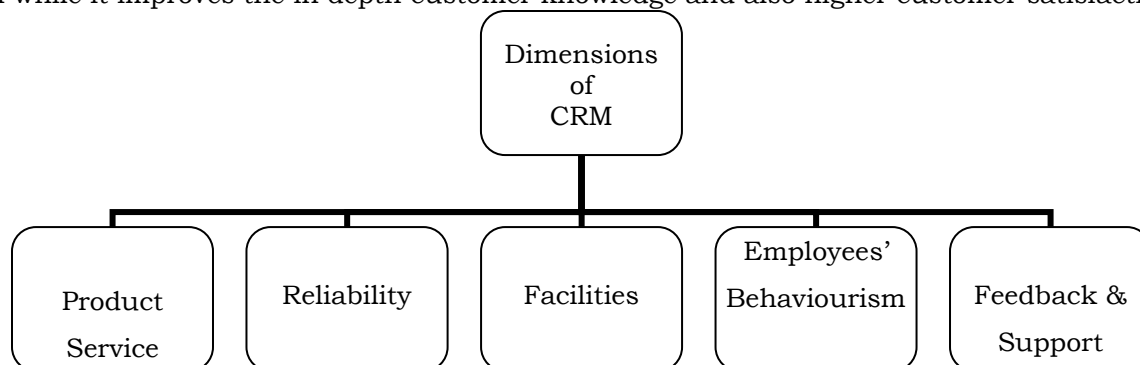 while it improves the in-depth customer knowledge and also higher customer
Dimensions
of
CRM
Product
Service
Reliability
Facilities
Employees’
Behaviourism
Feedback &
Support